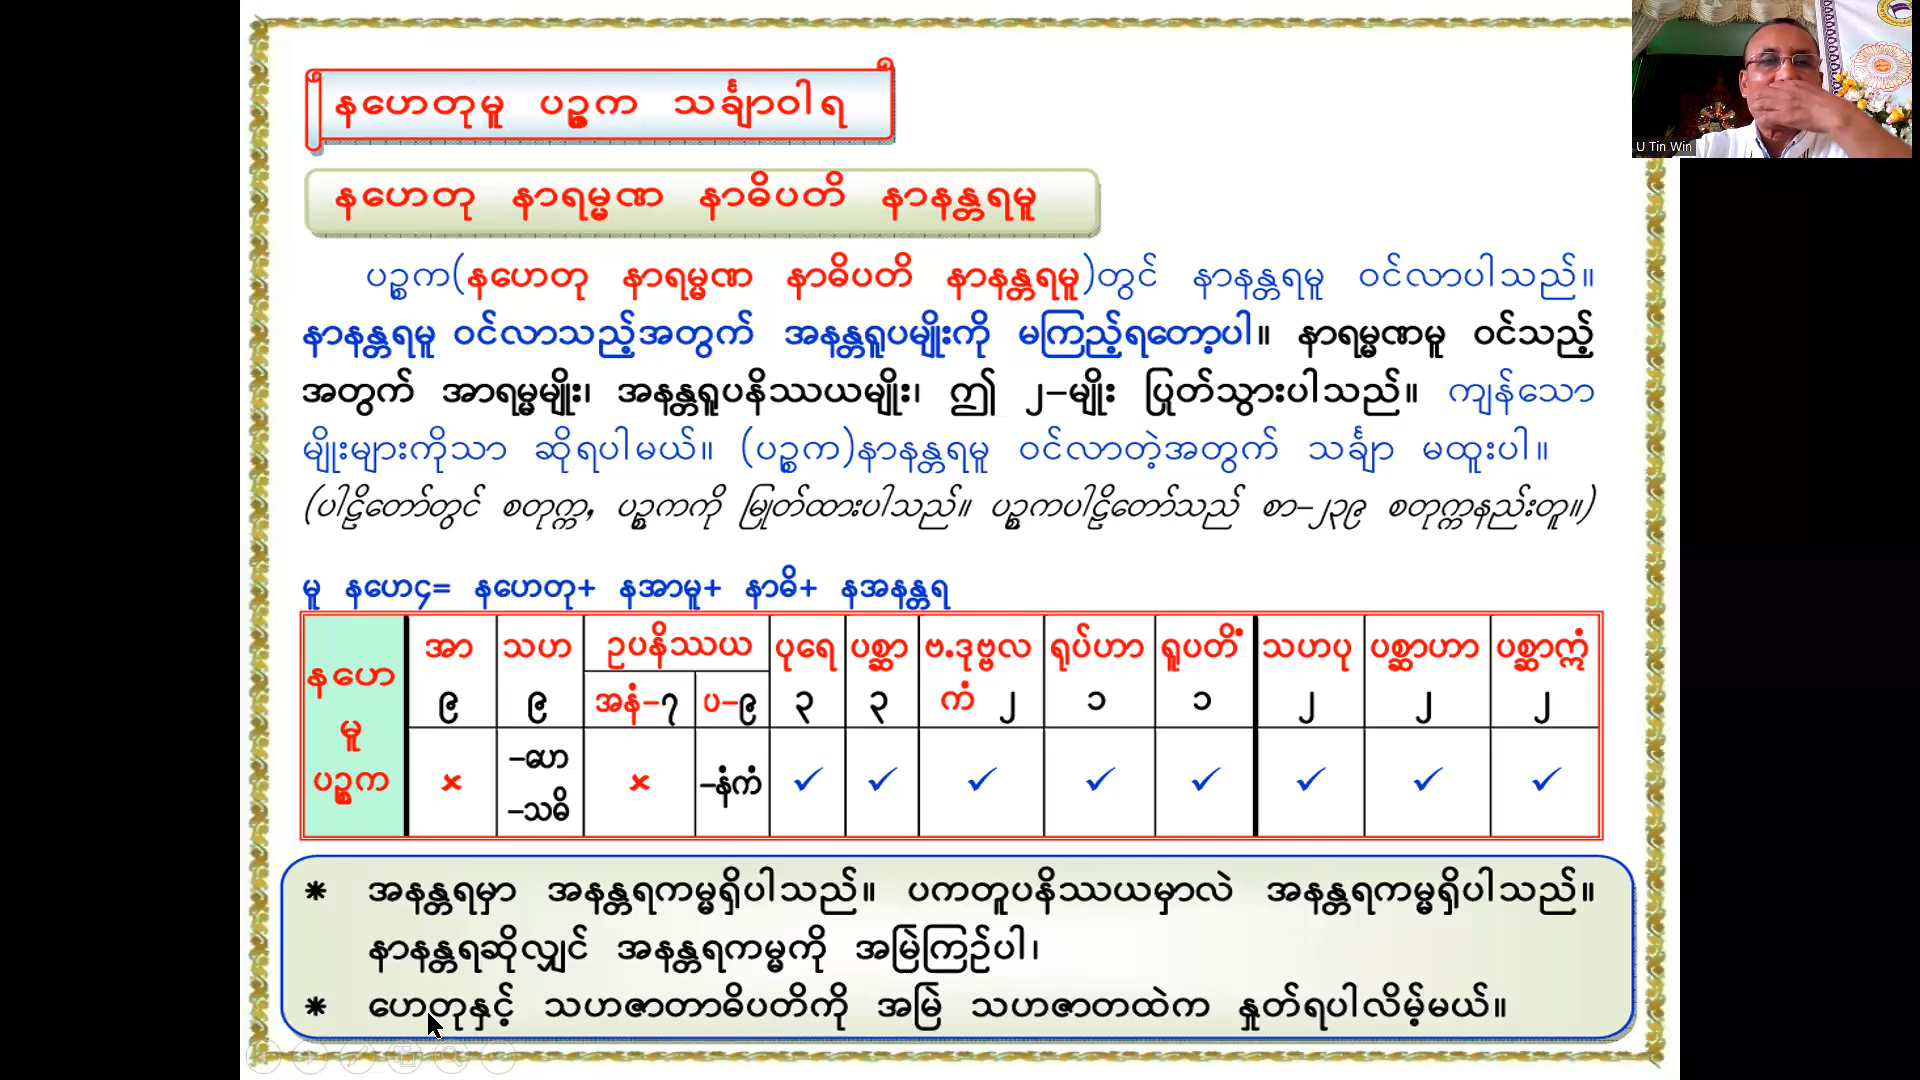 နဟေတုမူ ပဉ္စက သင်္ချာဝါရ
နဟေတု နာရမ္မဏ နာဓိပတိ နာနန္တရမူ
ပဉ္စက(နဟေတု နာရမ္မဏ နာဓိပတိ နာနန္တရမူ)တွင် နာနန္တရမူ ဝင်လာပါသည်။
နာနန္တရမူ ဝင်လာသည့်အတွက် အနန္တရူပမျိုးကို မကြည့်ရတော့ပါ။ နာရမ္မဏမူ ဝင်သည့်
အတွက် အာရမ္မမျိုး၊ အနန္တရူပနိဿယမျိုး၊ ဤ ၂–မျိုး ပြုတ်သွားပါသည်။ ကျန်သော
မျိုးများကိုသာ ဆိုရပါမယ်။ (ပဉ္စက)နာနန္တရမူ ဝင်လာတဲ့အတွက် သင်္ချာ မထူးပါ။
(ပါဠိတော်တွင် စတုက္က, ပဉ္စကကို မြှုတ်ထားပါသည်။ ပဉ္စကပါဠိတော်သည် စာ–၂၃၉ စတုက္ကနည်းတူ။)
မူ နဟေ၄= နဟေတု+ နအာမူ+ နာဓိ+ နအနန္တရ
နဟေ မူ ပဉ္စက
အာ သဟ ဥပနိဿယ ပုရေ ပစ္ဆာ ဗ.ဒုဗ္ဗလ ရုပ်ဟာ ရူပတိံ သဟပု ပစ္ဆာဟာ ပစ္ဆာဣံ
၉ ၉ အနံ–၇ ပ–၉ ၃ ၃ ကံ ၂ ၁ ၁ ၂ ၂ ၂
× –ဟေ –သဓိ × –နံကံ ✓ ✓ ✓ ✓ ✓ ✓ ✓ ✓
* အနန္တရမှာ အနန္တရကမ္မရှိပါသည်။ ပကတူပနိဿယမှာလဲ အနန္တရကမ္မရှိပါသည်။
နာနန္တရဆိုလျှင် အနန္တရကမ္မကို အမြဲကြဉ်ပါ၊
* ဟေတုနှင့် သဟဇာတာဓိပတိကို အမြဲ သဟဇာတထဲက နှုတ်ရပါလိမ့်မယ်။
U Tin Win